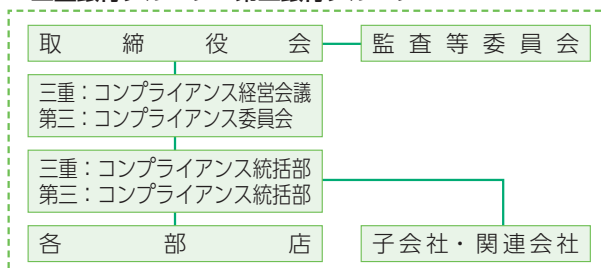 取締役会
監査等委員会
三重：コンプライアンス経営会議
第三：コンプライアンス委員会
三重：コンプライアンス統括部
第三：コンプライアンス統括部
各部店
子会社・関連会社